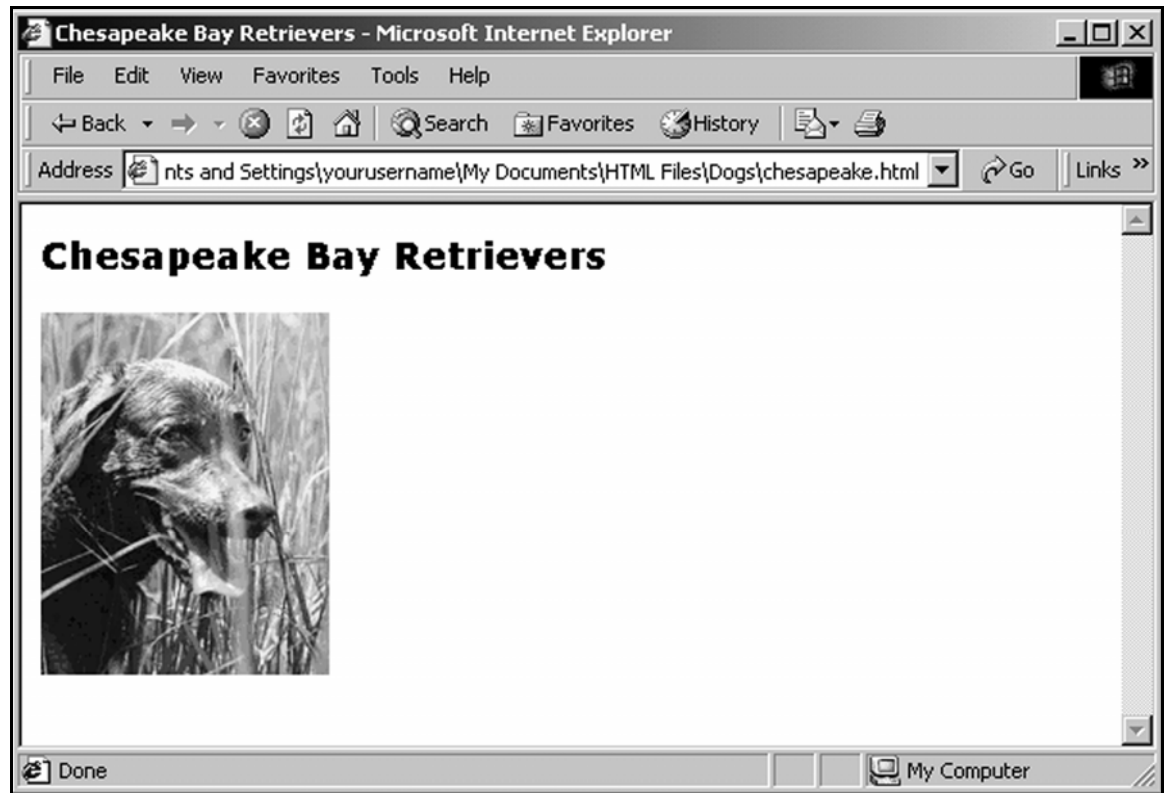 Chesapeake Bay Retrievers - Microsoft Internet Explorer
File Edit View Favorites Tools Help
Back Search Favorites History
Address nts and Settings\yourusername\My Documents\HTML Files\Dogs\chesapeake.html Go Links »
Chesapeake Bay Retrievers
Done My Computer